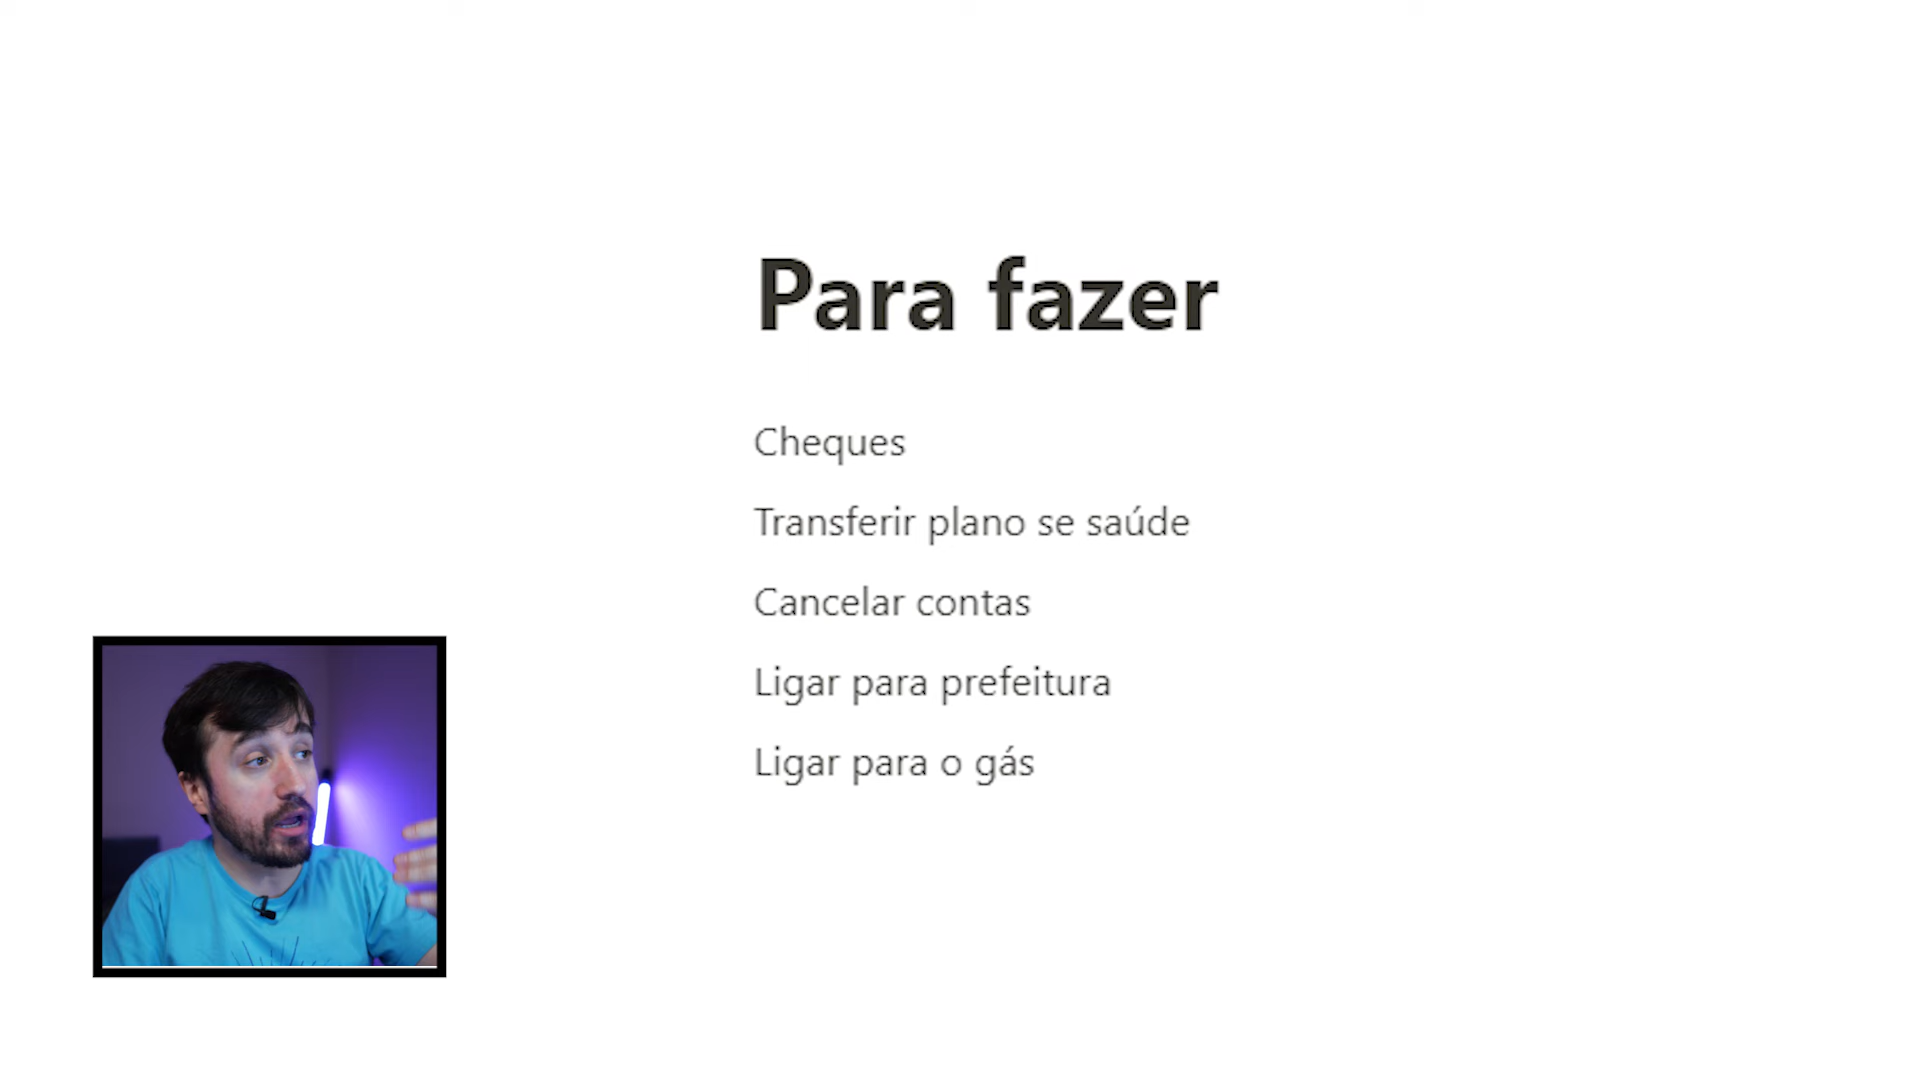 Para fazer
Cheques
Transferir plano se saúde
Cancelar contas
Ligar para prefeitura
Ligar para o gás